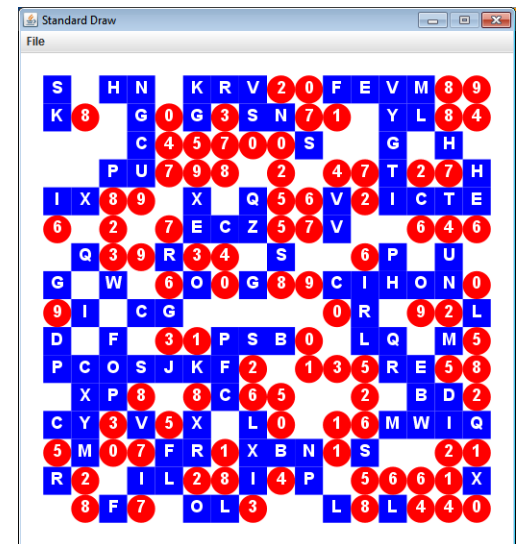 Standard Draw
File
S H N K R V 2 0 F E V M 8 9
K 8 G 0 G 3 S N 7 1 Y L 8 4
C 4 5 7 0 0 S G H
P U 7 9 8 2 4 7 T 2 7 H
I X 8 9 X Q 5 6 V 2 I C T E
6 2 7 E C Z 5 7 V 6 4 6
Q 3 9 R 3 4 S 6 P U
G W 6 O 0 G 8 9 C I H O N 0
9 I C G 0 R 9 2 L
D F 3 1 P S B 0 L Q M 5
P C O S J K F 2 1 3 5 R E 5 8
X P 8 8 C 6 5 2 B D 2
C Y 3 V 5 X L 0 1 6 M W I Q
5 M 0 7 F R 1 X B N 1 S 2 1
R 2 I L 2 8 I 4 P 5 6 6 1 X
8 F 7 O L 3 L 8 L 4 4 0